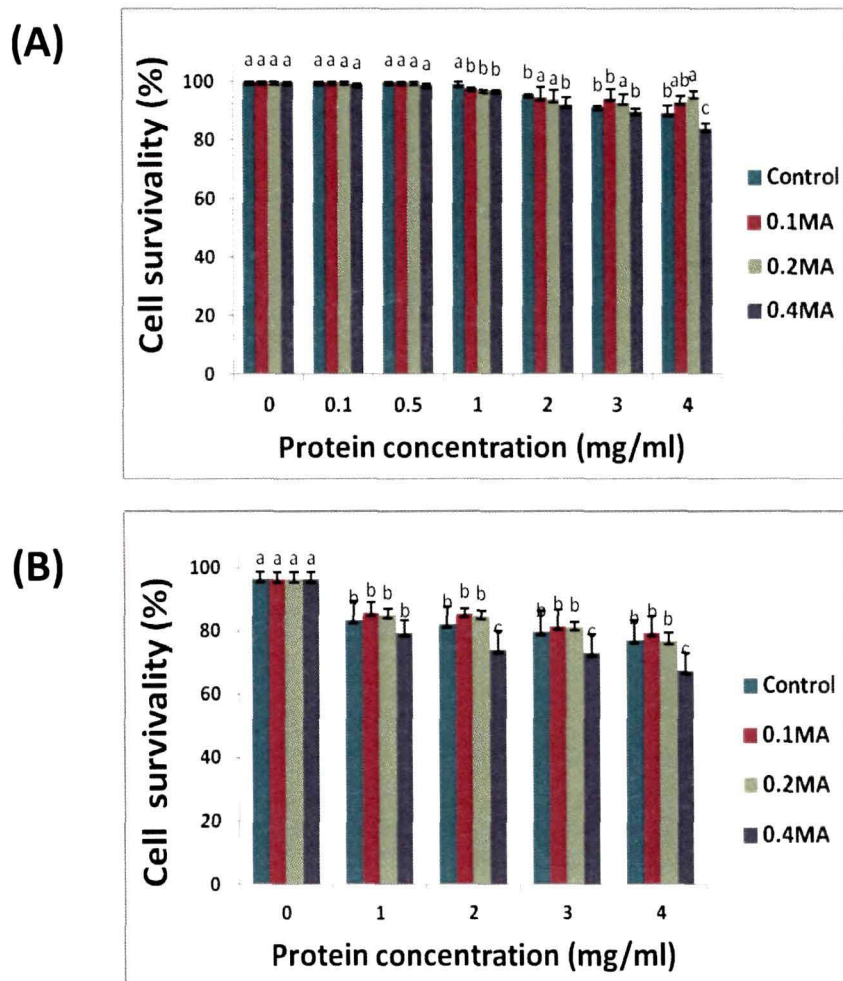 (A)
Cell survivality (%)
100
80
60
40
20
0
a a a a
a a a a
a a a a
a b b b
b a a b
b b a b
b ab a c
0 0.1 0.5 1 2 3 4
Protein concentration (mg/ml)
Control
0.1MA
0.2MA
0.4MA
(B)
Cell survivality (%)
100
80
60
40
20
0
a a a a
b b b b
b b b c
b b b c
b b b c
0 1 2 3 4
Protein concentration (mg/ml)
Control
0.1MA
0.2MA
0.4MA